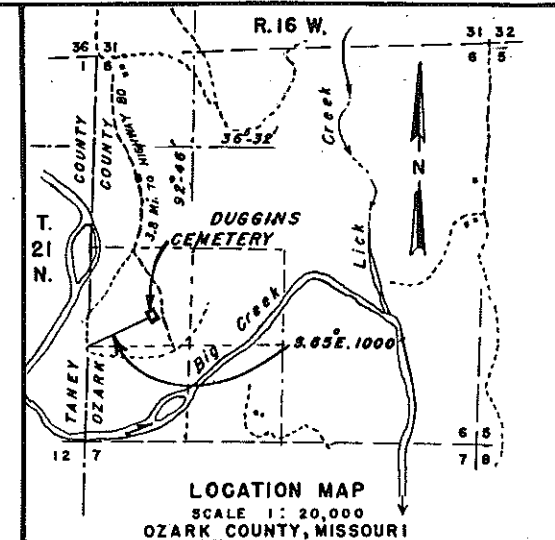 R.16 W.
36 31
1 6
31 32
6 5
COUNTY
COUNTY
3.8 MI. TO HIGHWAY BD
92°-46'
36°-32'
Creek
N
T.
21
N.
DUGGINS
CEMETERY
Lick
Big Creek
S.65°E. 1000
TANEY
OZARK
12 7
6 5
7 8
LOCATION MAP
SCALE 1: 20,000
OZARK COUNTY, MISSOURI